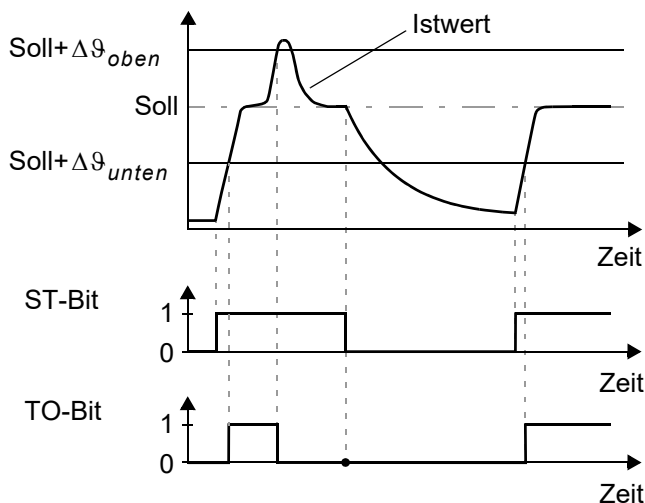 Istwert
Soll+Δϑoben
Soll
Soll+Δϑunten
Zeit
ST-Bit
1
0
Zeit
TO-Bit
1
0
Zeit